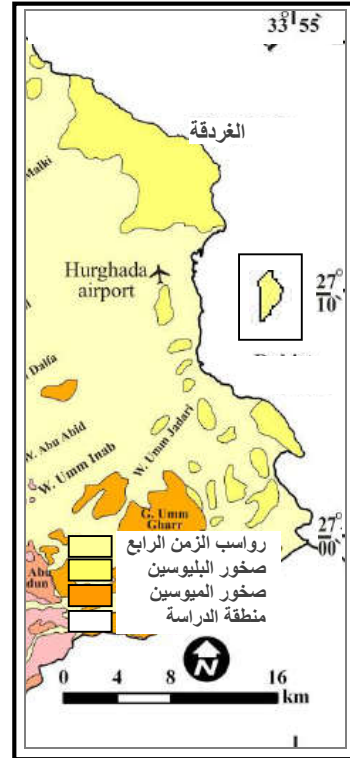 33° 55
الغردقة
Malki
Hurghada
airport
27
10
Dalfa
W. Abu Abid
W. Umm Inab
W. Umm Jadari
G. Umm
Gharr
27
00
Abu
dun
رواسب الزمن الرابع
صخور البليوسين
صخور الميوسين
منطقة الدراسة
N
0 4 8 16
km